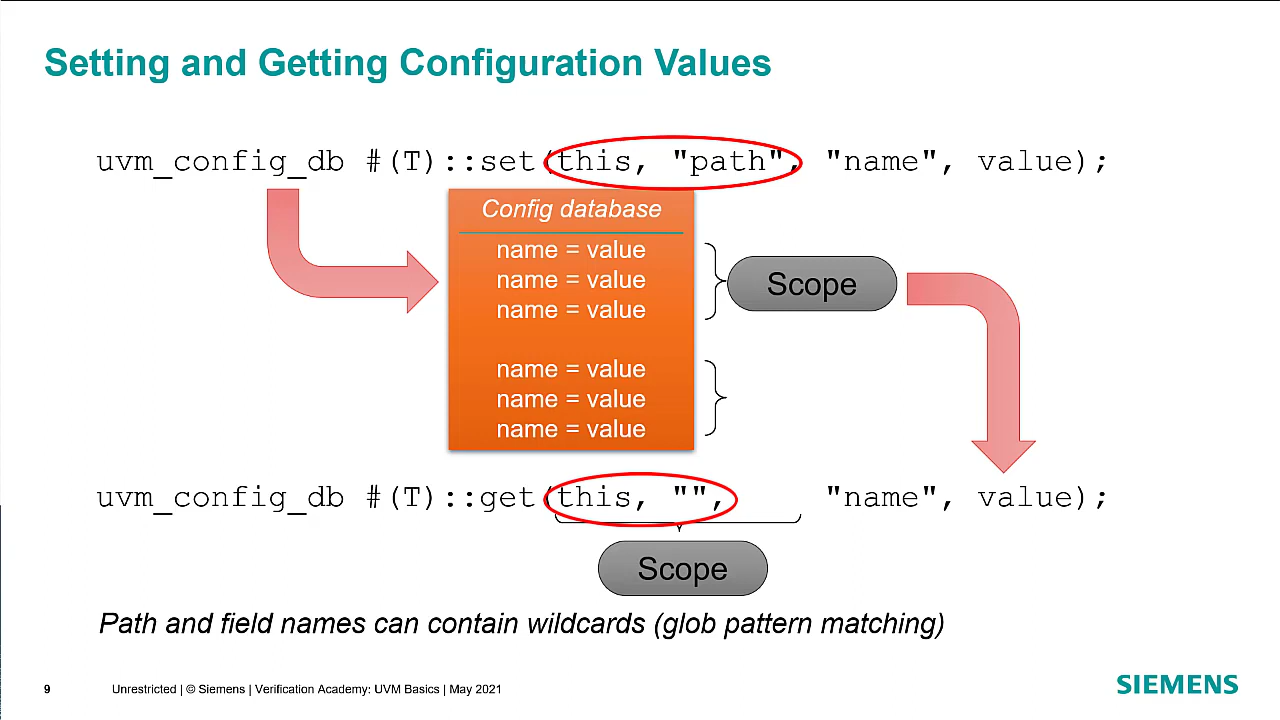 Setting and Getting Configuration Values
uvm_config_db #(T)::set(this, "path", "name", value);
Config database
name = value
name = value
name = value
Scope
name = value
name = value
name = value
uvm_config_db #(T)::get(this, "", "name", value);
Scope
Path and field names can contain wildcards (glob pattern matching)
9 Unrestricted | © Siemens | Verification Academy: UVM Basics | May 2021
SIEMENS